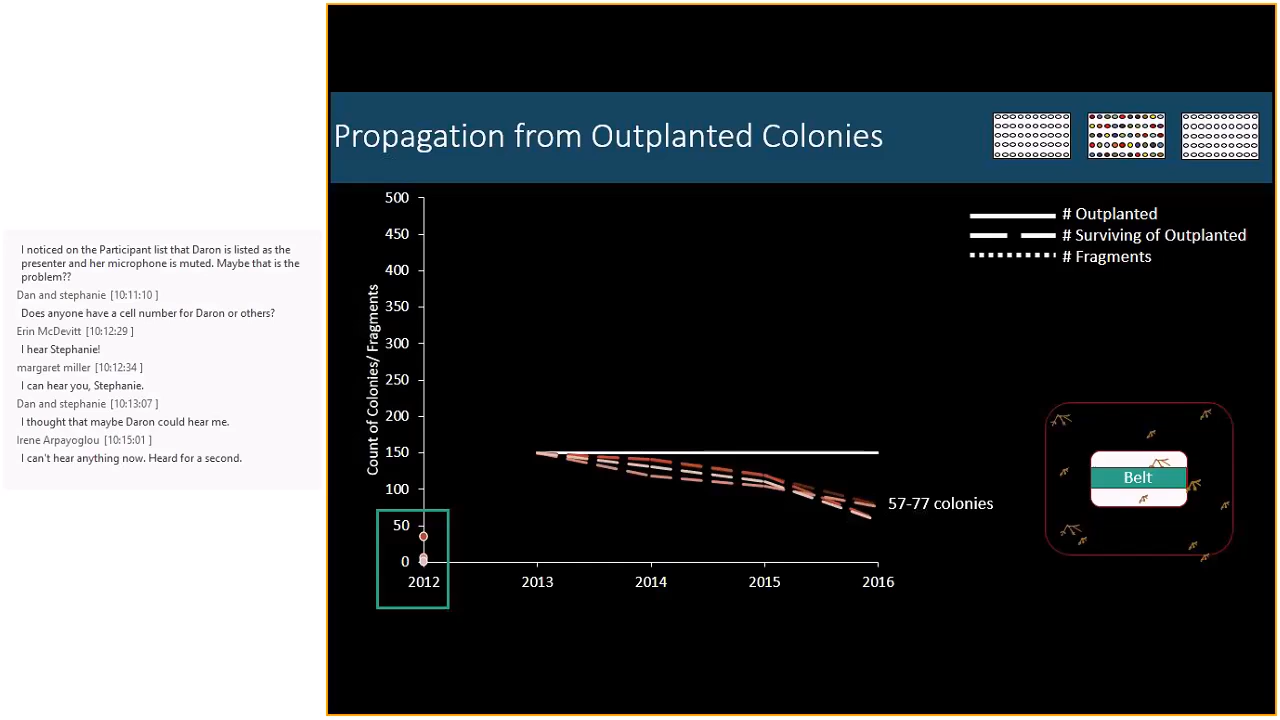 I noticed on the Participant list that Daron is listed as the
presenter and her microphone is muted. Maybe that is the
problem??
Dan and stephanie [10:11:10 ]
Does anyone have a cell number for Daron or others?
Erin McDevitt [10:12:29 ]
I hear Stephanie!
margaret miller [10:12:34 ]
I can hear you, Stephanie.
Dan and stephanie [10:13:07 ]
I thought that maybe Daron could hear me.
Irene Arpayoglou [10:15:01 ]
I can't hear anything now. Heard for a second.
Propagation from Outplanted Colonies
# Outplanted
# Surviving of Outplanted
# Fragments
Count of Colonies/ Fragments
500
450
400
350
300
250
200
150
100
50
0
2012 2013 2014 2015 2016
57-77 colonies
Belt